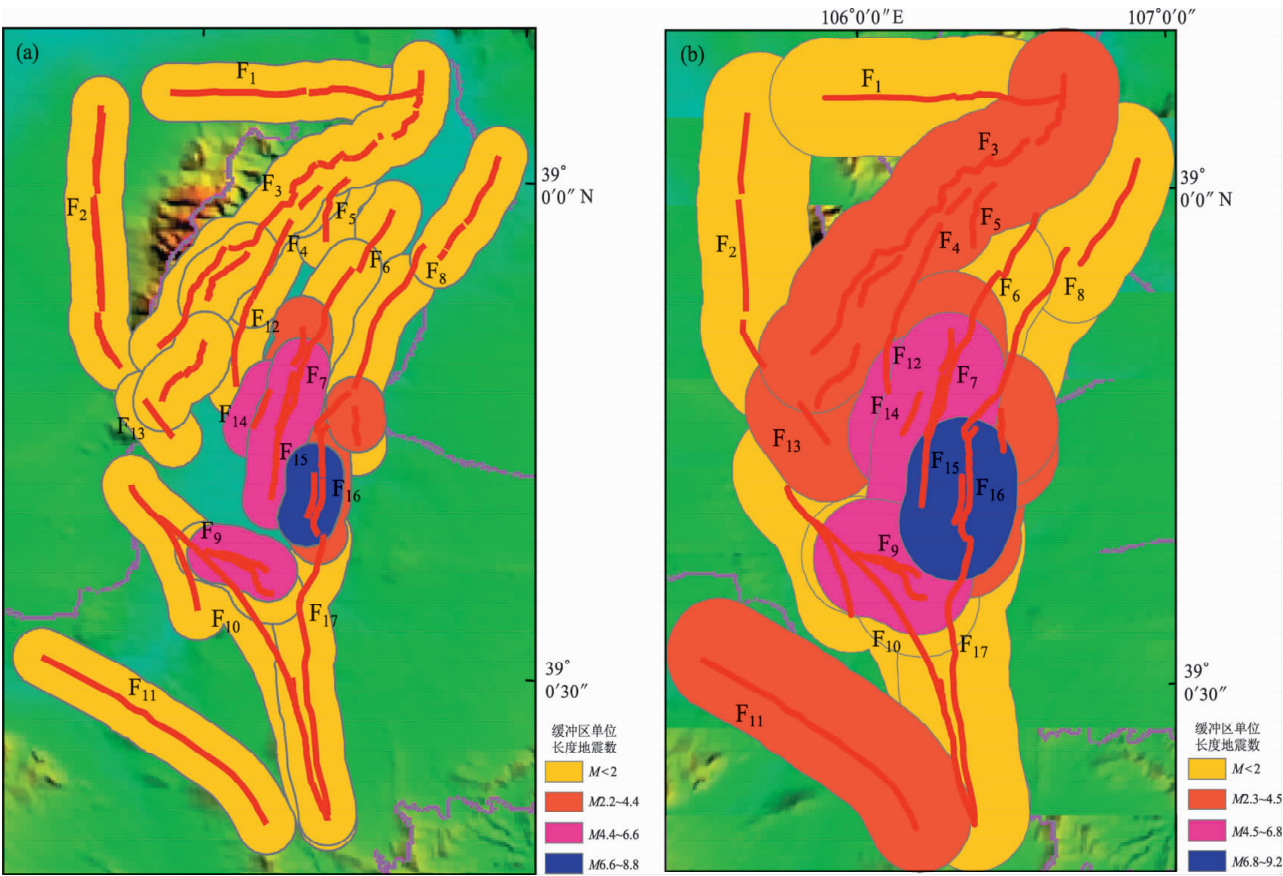 106°0′0″E
107°0′0″
(a)
F1
F2
F3
F4
F5
F6
F8
F12
F7
F14
F13
F15
F16
F9
F10
F17
F11
39°
0′0″N
39°
0′30″
缓冲区单位
长度地震数
M<2
M2.2~4.4
M4.4~6.6
M6.6~8.8
(b)
F1
F3
F2
F5
F4
F6
F8
F12
F7
F14
F13
F15
F16
F9
F10
F17
F11
39°
0′0″N
39°
0′30″
缓冲区单位
长度地震数
M<2
M2.3~4.5
M4.5~6.8
M6.8~9.2